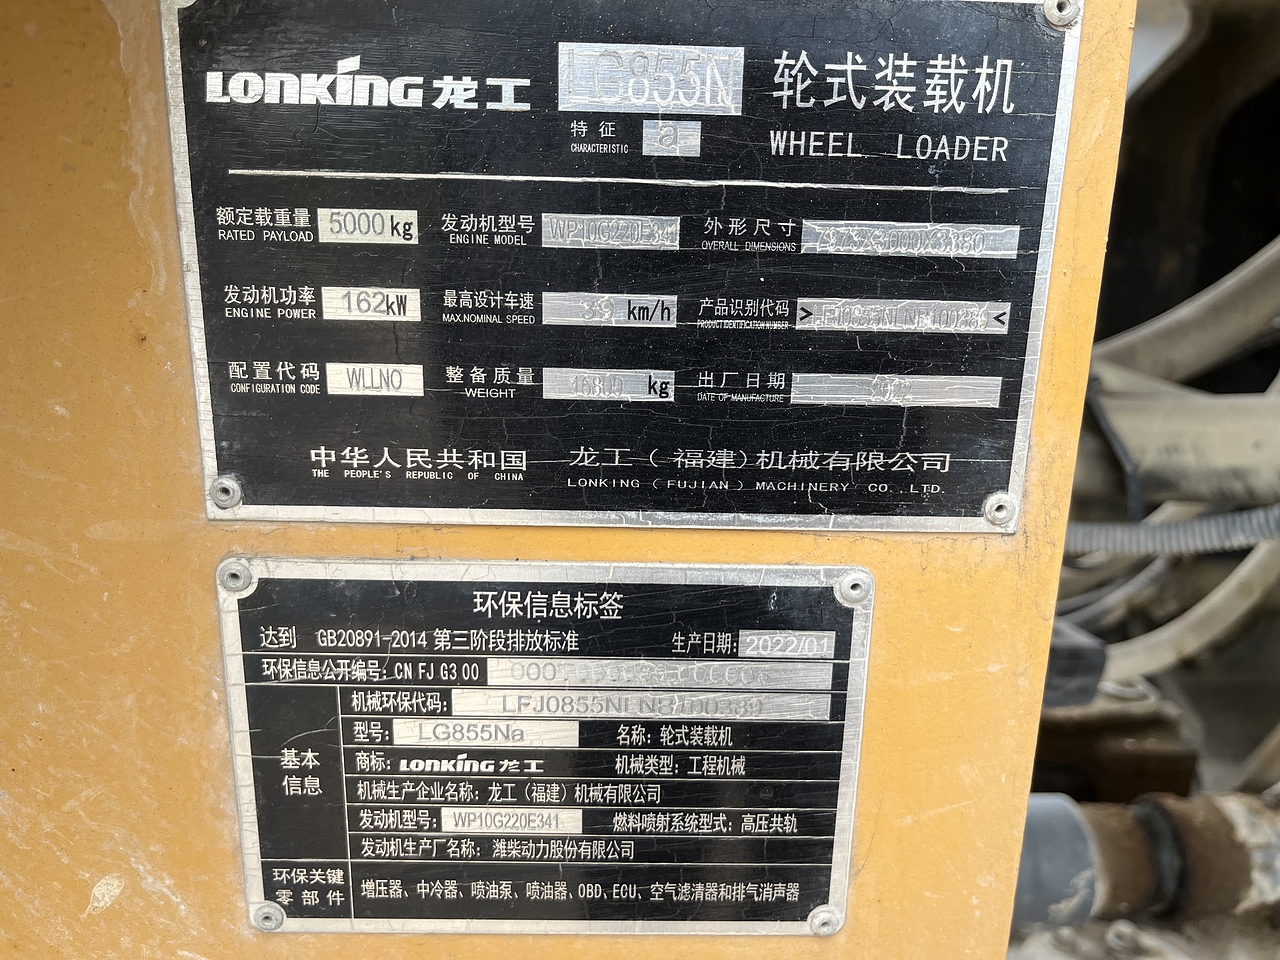 LONKING 龙工 LG855N 轮式装载机
特征 a
CHARACTERISTIC
WHEEL LOADER
额定载重量 5000kg 发动机型号 WP10G220E341 外形尺寸
RATED PAYLOAD ENGINE MODEL OVERALL DIMENSIONS
发动机功率 162kW 最高设计车速 km/h 产品识别代码 > <
ENGINE POWER MAX.NOMINAL SPEED PRODUCT IDENTIFICATION NUMBER
配置代码 WLLNO 整备质量 kg 出厂日期 2022
CONFIGURATION CODE WEIGHT DATE OF MANUFACTURE
中华人民共和国 龙工(福建)机械有限公司
THE PEOPLE'S REPUBLIC OF CHINA LONKING (FUJIAN) MACHINERY CO.,LTD.
环保信息标签
达到 GB20891-2014 第三阶段排放标准 生产日期: 2022/01
环保信息公开编号: CN FJ G3 00
机械环保代码: LFJ0855NLNB100389
基本信息
型号: LG855Na 名称: 轮式装载机
商标: LONKING 龙工 机械类型: 工程机械
机械生产企业名称: 龙工(福建)机械有限公司
发动机型号: WP10G220E341 燃料喷射系统型式: 高压共轨
发动机生产厂名称: 潍柴动力股份有限公司
环保关键零部件 增压器、中冷器、喷油泵、喷油器、OBD、ECU、空气滤清器和排气消声器